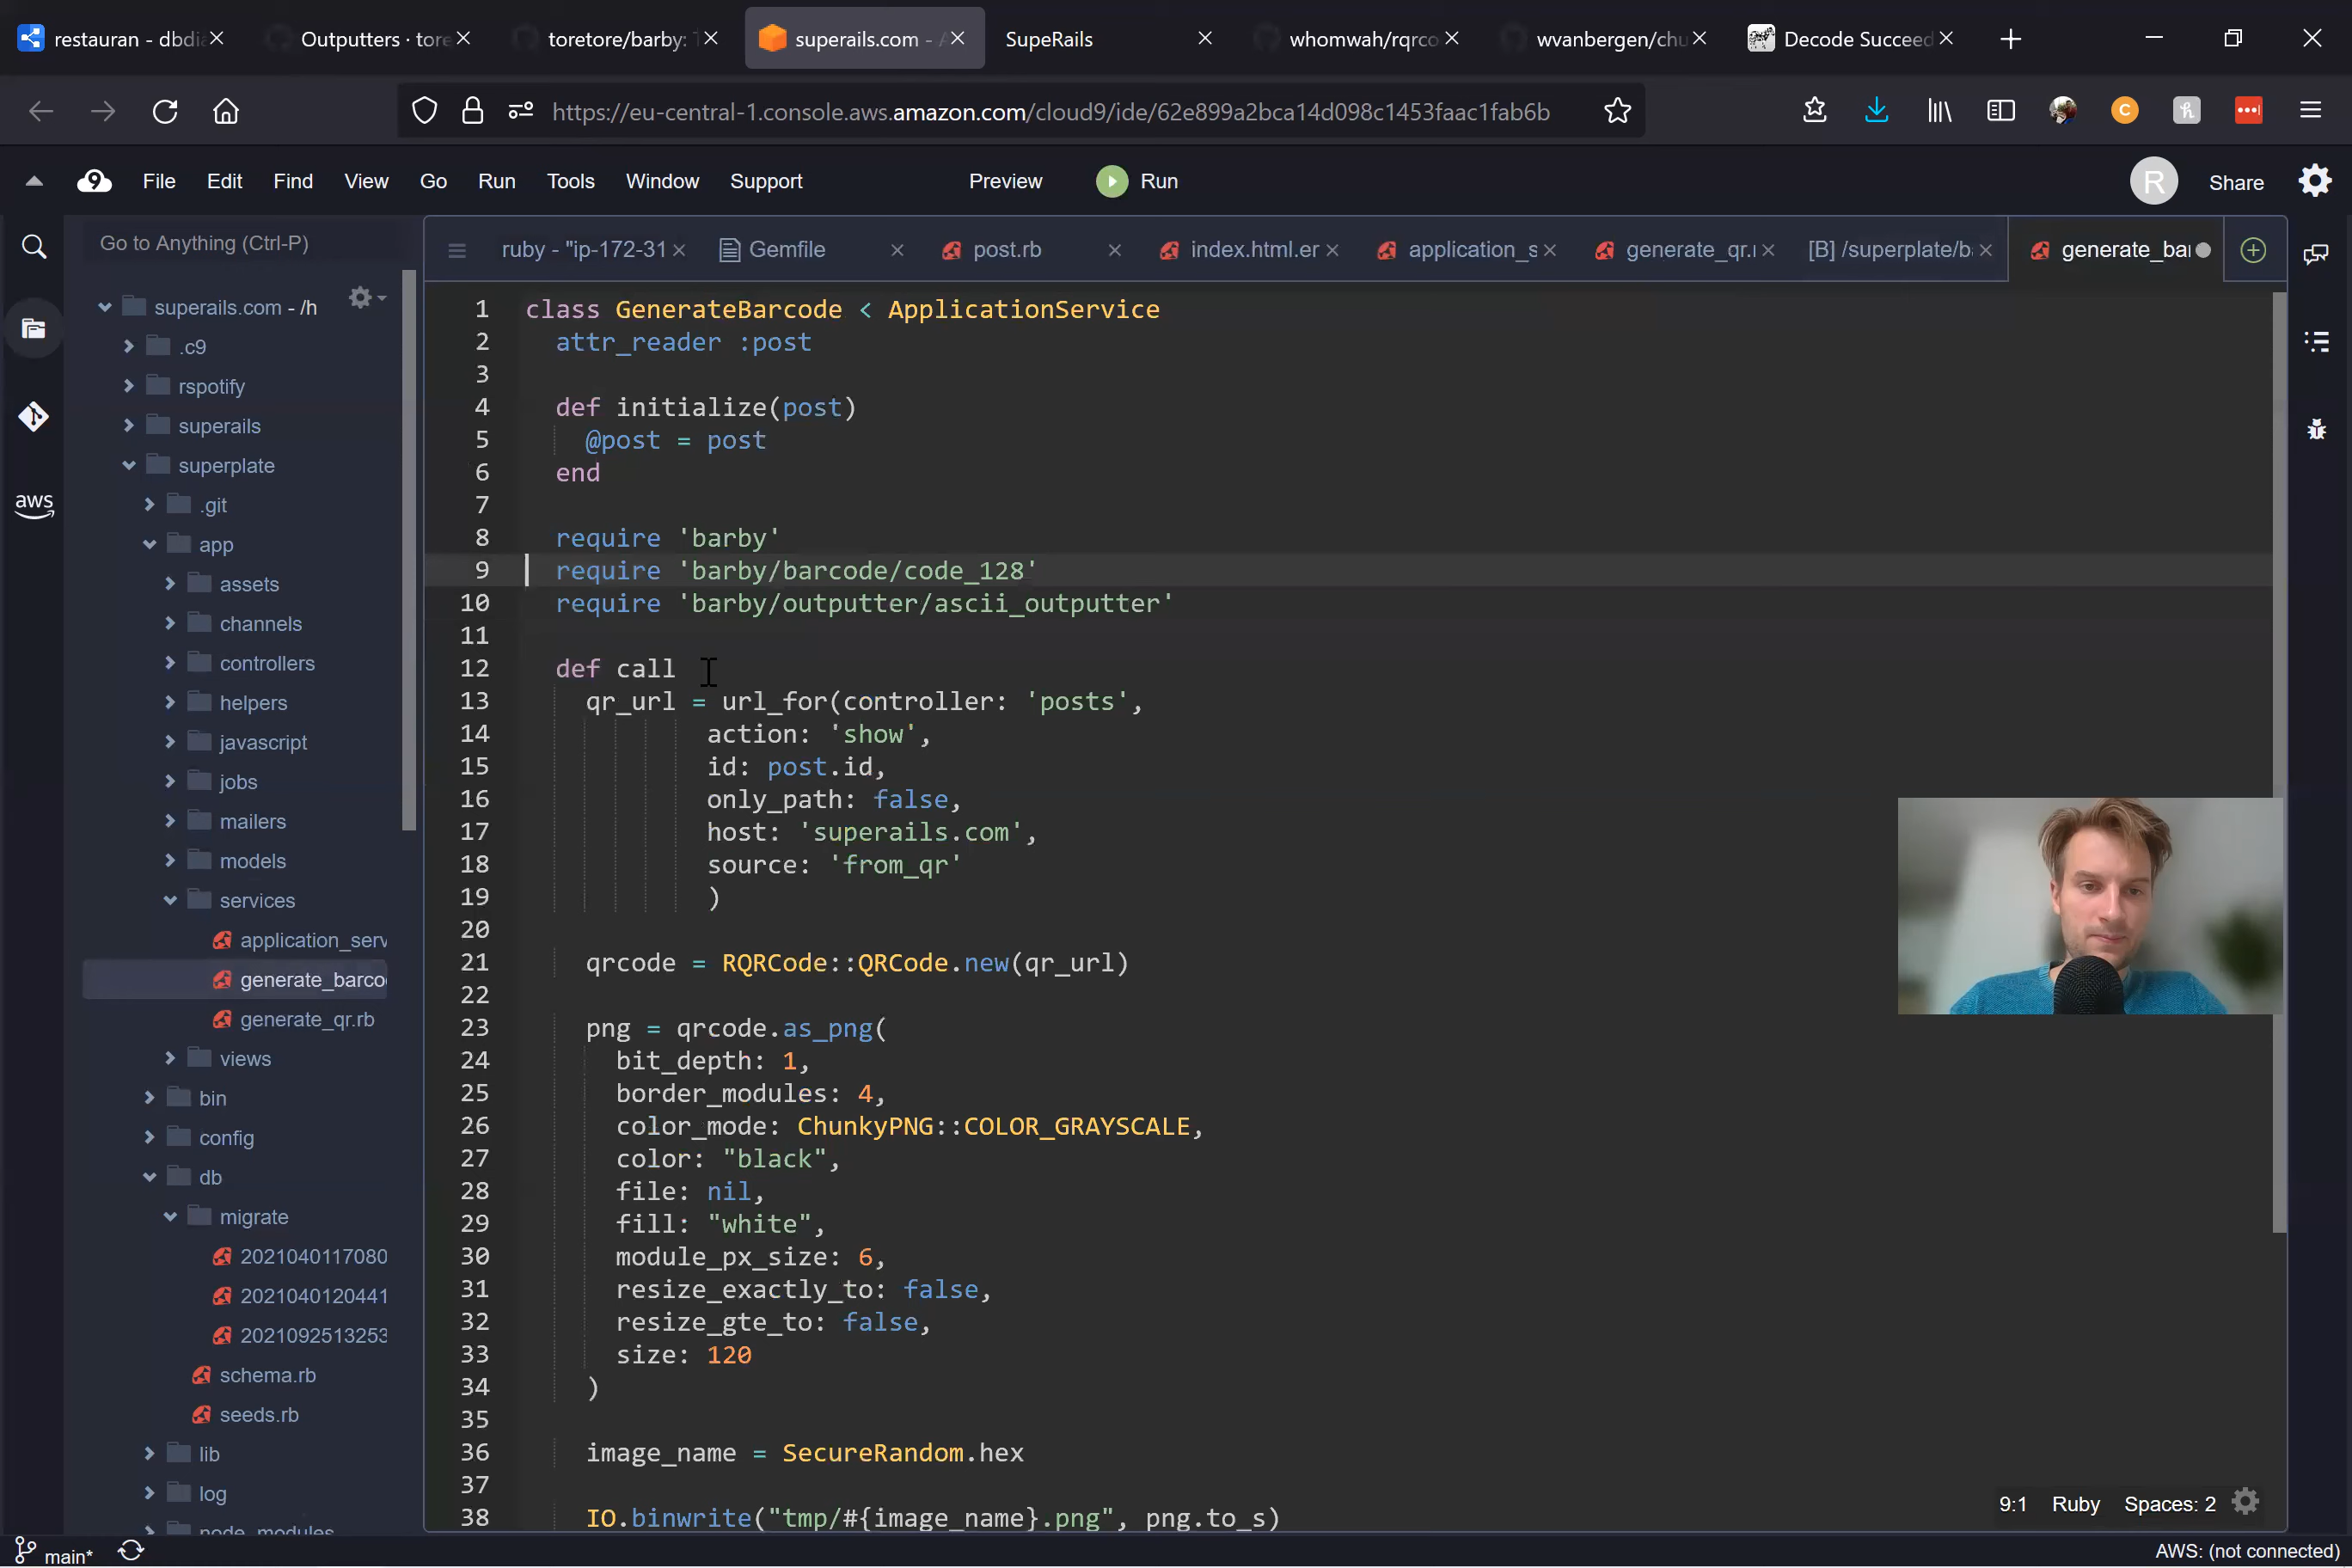 restauran - dbdi
Outputters · tore
toretore/barby: T
superails.com - A
SupeRails
whomwah/rqrco
wvanbergen/chu
Decode Succeed
https://eu-central-1.console.aws.amazon.com/cloud9/ide/62e899a2bca14d098c1453faac1fab6b
File Edit Find View Go Run Tools Window Support Preview Run
R Share
Go to Anything (Ctrl-P)
ruby - "ip-172-31
Gemfile
post.rb
index.html.er
application_s
generate_qr.r
[B] /superplate/b
generate_bar
aws
superails.com - /h
.c9
rspotify
superails
superplate
.git
app
assets
channels
controllers
helpers
javascript
jobs
mailers
models
services
application_serv
generate_barco
generate_qr.rb
views
bin
config
db
migrate
2021040117080
2021040120441
2021092513253
schema.rb
seeds.rb
lib
log
node_modules
1 class GenerateBarcode < ApplicationService
2 attr_reader :post
3
4 def initialize(post)
5 @post = post
6 end
7
8 require 'barby'
9 require 'barby/barcode/code_128'
10 require 'barby/outputter/ascii_outputter'
11
12 def call
13 qr_url = url_for(controller: 'posts',
14 action: 'show',
15 id: post.id,
16 only_path: false,
17 host: 'superails.com',
18 source: 'from_qr'
19 )
20
21 qrcode = RQRCode::QRCode.new(qr_url)
22
23 png = qrcode.as_png(
24 bit_depth: 1,
25 border_modules: 4,
26 color_mode: ChunkyPNG::COLOR_GRAYSCALE,
27 color: "black",
28 file: nil,
29 fill: "white",
30 module_px_size: 6,
31 resize_exactly_to: false,
32 resize_gte_to: false,
33 size: 120
34 )
35
36 image_name = SecureRandom.hex
37
38 IO.binwrite("tmp/#{image_name}.png", png.to_s)
9:1 Ruby Spaces: 2
main*
AWS: (not connected)